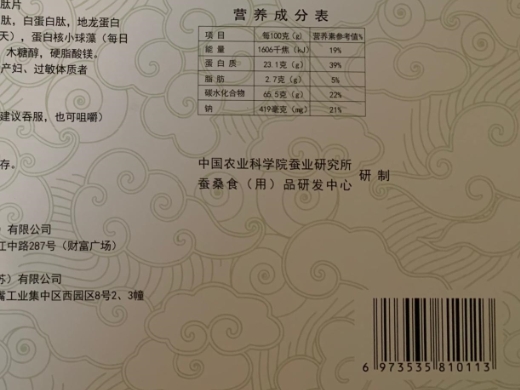 肽片
肽，白蛋白肽，地龙蛋白
天），蛋白核小球藻（每日
木糖醇，硬脂酸镁。
产妇、过敏体质者
建议吞服，也可咀嚼）
存。
）有限公司
江中路287号（财富广场）
苏）有限公司
嘴工业集中区西园区8号2、3幢
营养成分表
项目 每100克(g) 营养素参考值%
能量 1606千焦(kJ) 19%
蛋白质 23.1克(g) 39%
脂肪 2.7克(g) 5%
碳水化合物 65.5克(g) 22%
钠 419毫克(mg) 21%
中国农业科学院蚕业研究所
蚕桑食（用）品研发中心
研制
6 973535 810113